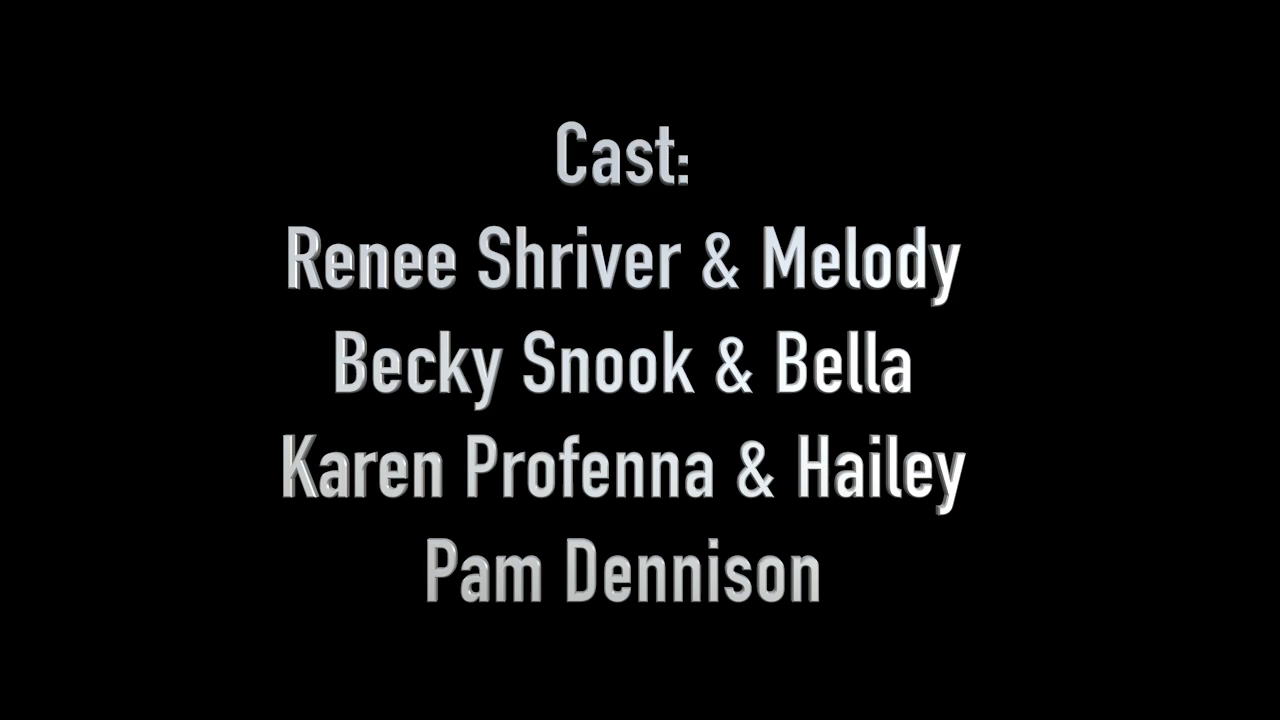 Cast:
Renee Shriver & Melody
Becky Snook & Bella
Karen Profenna & Hailey
Pam Dennison